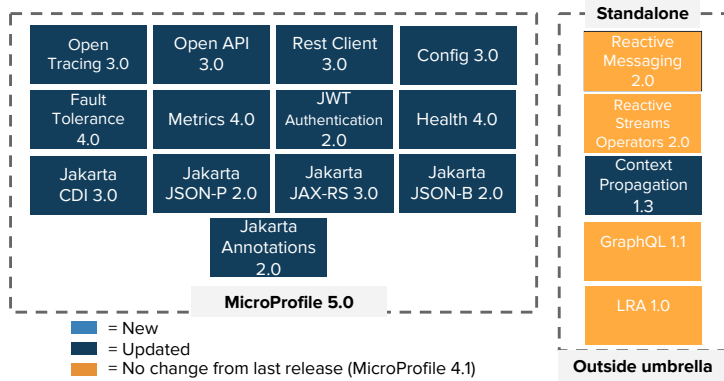 Standalone
Open
Tracing 3.0
Open API
3.0
Rest Client
3.0
Config 3.0
Fault
Tolerance
4.0
Metrics 4.0
JWT
Authentication
2.0
Health 4.0
Jakarta
CDI 3.0
Jakarta
JSON-P 2.0
Jakarta
JAX-RS 3.0
Jakarta
JSON-B 2.0
Jakarta
Annotations
2.0
MicroProfile 5.0
Reactive
Messaging
2.0
Reactive
Streams
Operators 2.0
Context
Propagation
1.3
GraphQL 1.1
LRA 1.0
Outside umbrella
= New
= Updated
= No change from last release (MicroProfile 4.1)